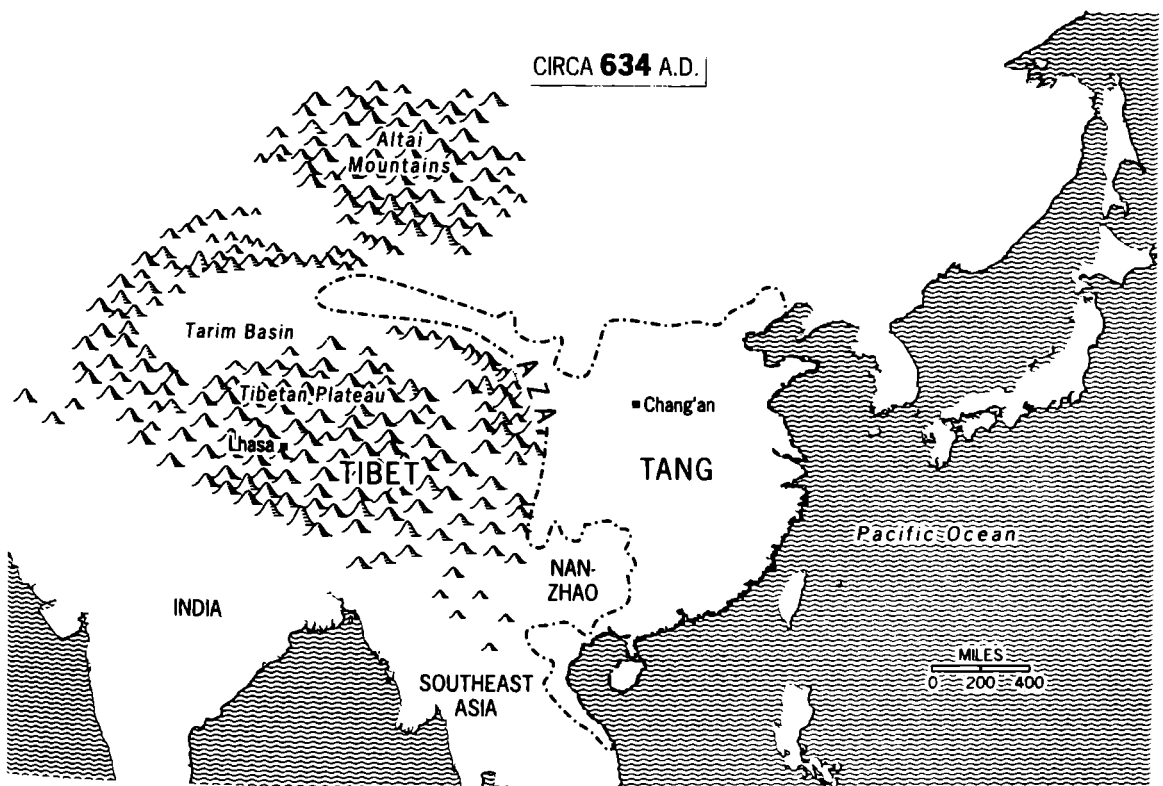 CIRCA 634 A.D.
Altai
Mountains
Tarim Basin
Tibetan Plateau
AZAT
Chang'an
Lhasa
TIBET
TANG
Pacific Ocean
NAN-
ZHAO
INDIA
MILES
0 200 400
SOUTHEAST
ASIA